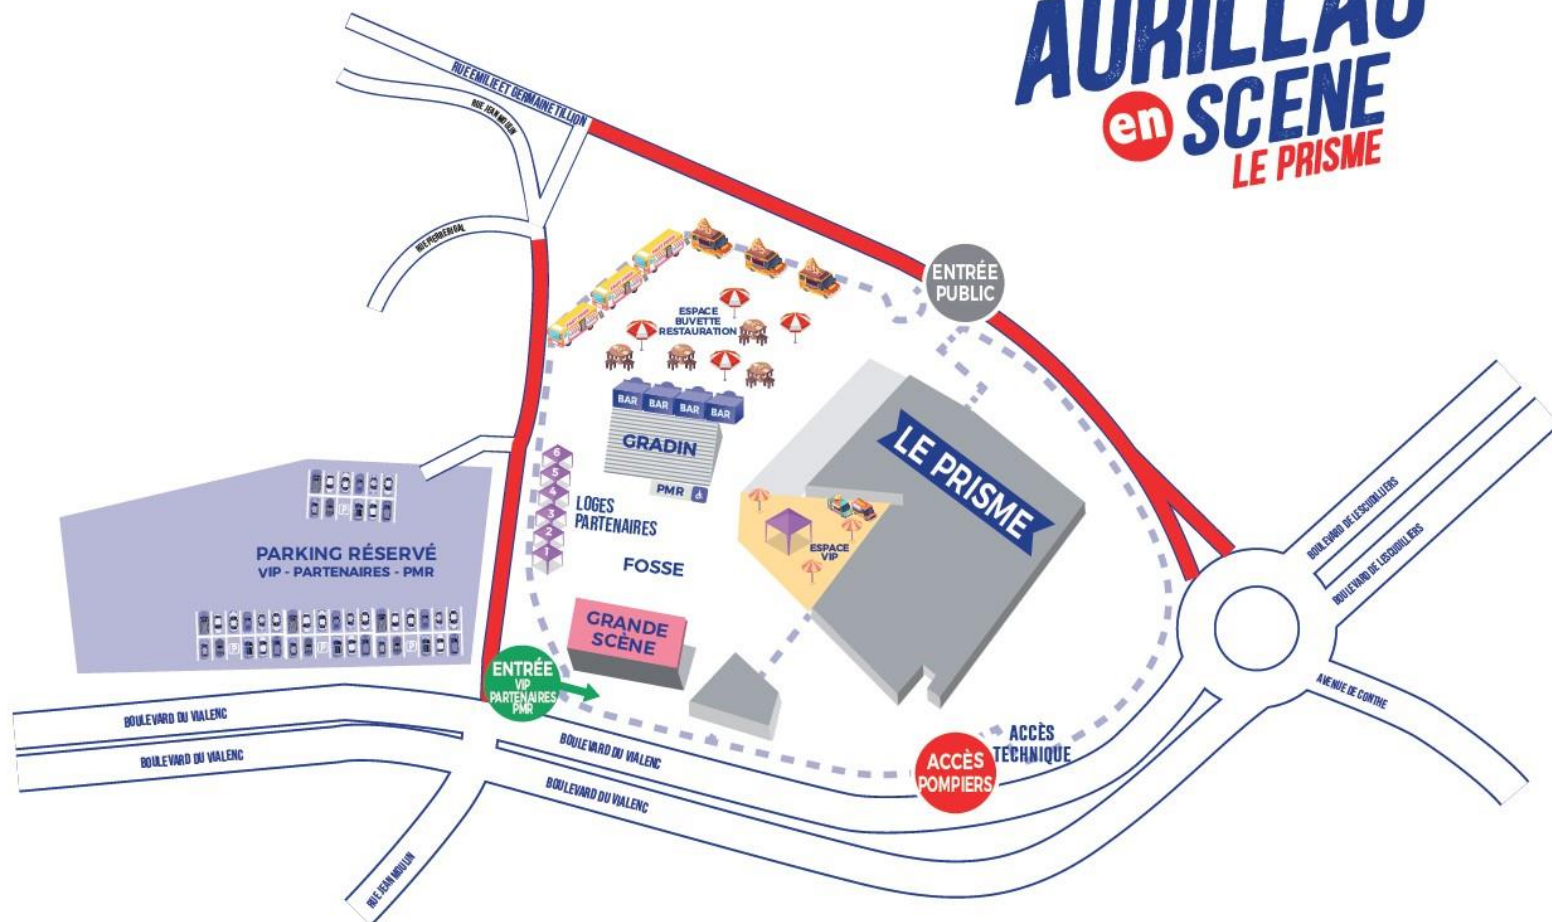 AURILLAC
en SCENE
LE PRISME
RUE EMILIE ET GERMAINE TILLION
RUE JEAN MOULIN
RUE PIERRE RIGAL
ENTRÉE
PUBLIC
ESPACE
BUVETTE
RESTAURATION
BAR
BAR
BAR
BAR
GRADIN
PMR
LE PRISME
6
5
4
3
2
1
LOGES
PARTENAIRES
FOSSE
ESPACE
VIP
PARKING RÉSERVÉ
VIP - PARTENAIRES - PMR
P
P
P
P
GRANDE
SCÈNE
ENTRÉE
VIP
PARTENAIRES
PMR
BOULEVARD DE LESCUDILLIERS
BOULEVARD DE LESCUDILLIERS
AVENUE DE CONTHE
ACCÈS
TECHNIQUE
ACCÈS
POMPIERS
BOULEVARD DU VIALENC
BOULEVARD DU VIALENC
BOULEVARD DU VIALENC
BOULEVARD DU VIALENC
RUE JEAN MOULIN